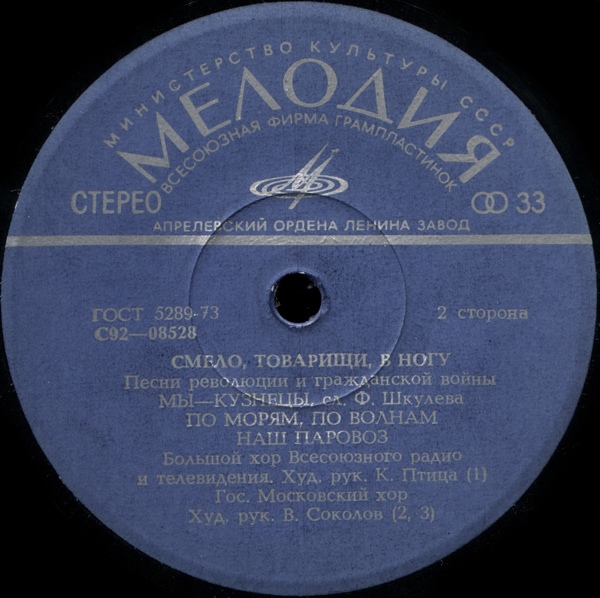 МИНИСТЕРСТВО КУЛЬТУРЫ СССР
МЕЛОДИЯ
ВСЕСОЮЗНАЯ ФИРМА ГРАМПЛАСТИНОК
СТЕРЕО 33
АПРЕЛЕВСКИЙ ОРДЕНА ЛЕНИНА ЗАВОД
ГОСТ 5289-73 2 сторона
С92—08528
СМЕЛО, ТОВАРИЩИ, В НОГУ
Песни революции и гражданской войны
МЫ—КУЗНЕЦЫ, сл. Ф. Шкулева
ПО МОРЯМ, ПО ВОЛНАМ
НАШ ПАРОВОЗ
Большой хор Всесоюзного радио
и телевидения. Худ. рук. К. Птица (1)
Гос. Московский хор
Худ. рук. В. Соколов (2, 3)